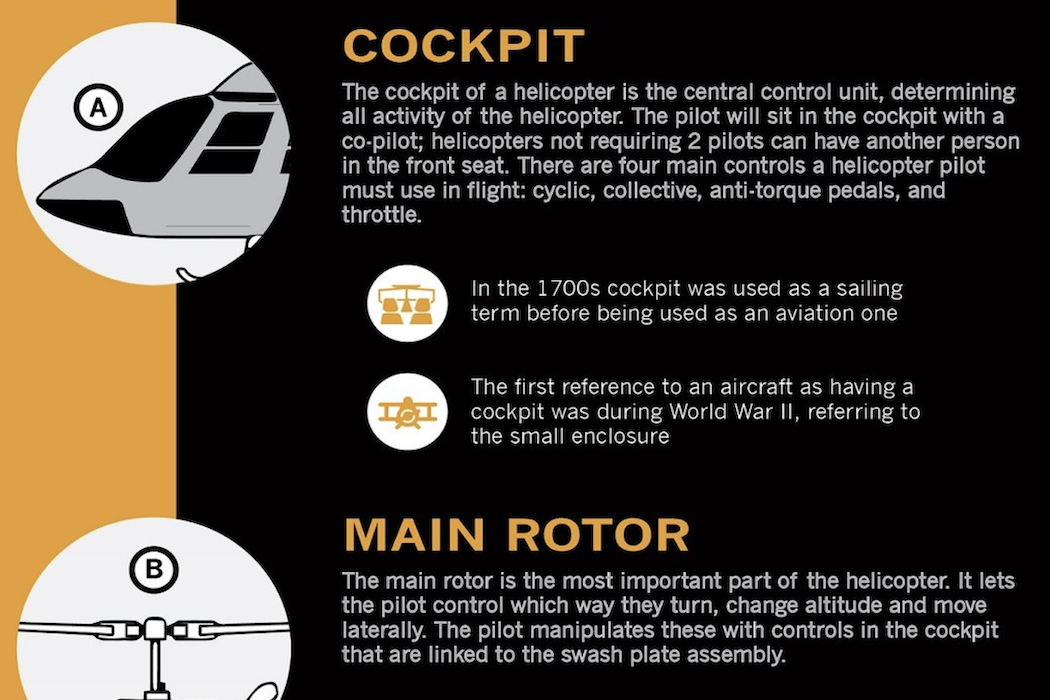 COCKPIT
A
The cockpit of a helicopter is the central control unit, determining
all activity of the helicopter. The pilot will sit in the cockpit with a
co-pilot; helicopters not requiring 2 pilots can have another person
in the front seat. There are four main controls a helicopter pilot
must use in flight: cyclic, collective, anti-torque pedals, and
throttle.
In the 1700s cockpit was used as a sailing
term before being used as an aviation one
The first reference to an aircraft as having a
cockpit was during World War II, referring to
the small enclosure
MAIN ROTOR
B
The main rotor is the most important part of the helicopter. It lets
the pilot control which way they turn, change altitude and move
laterally. The pilot manipulates these with controls in the cockpit
that are linked to the swash plate assembly.